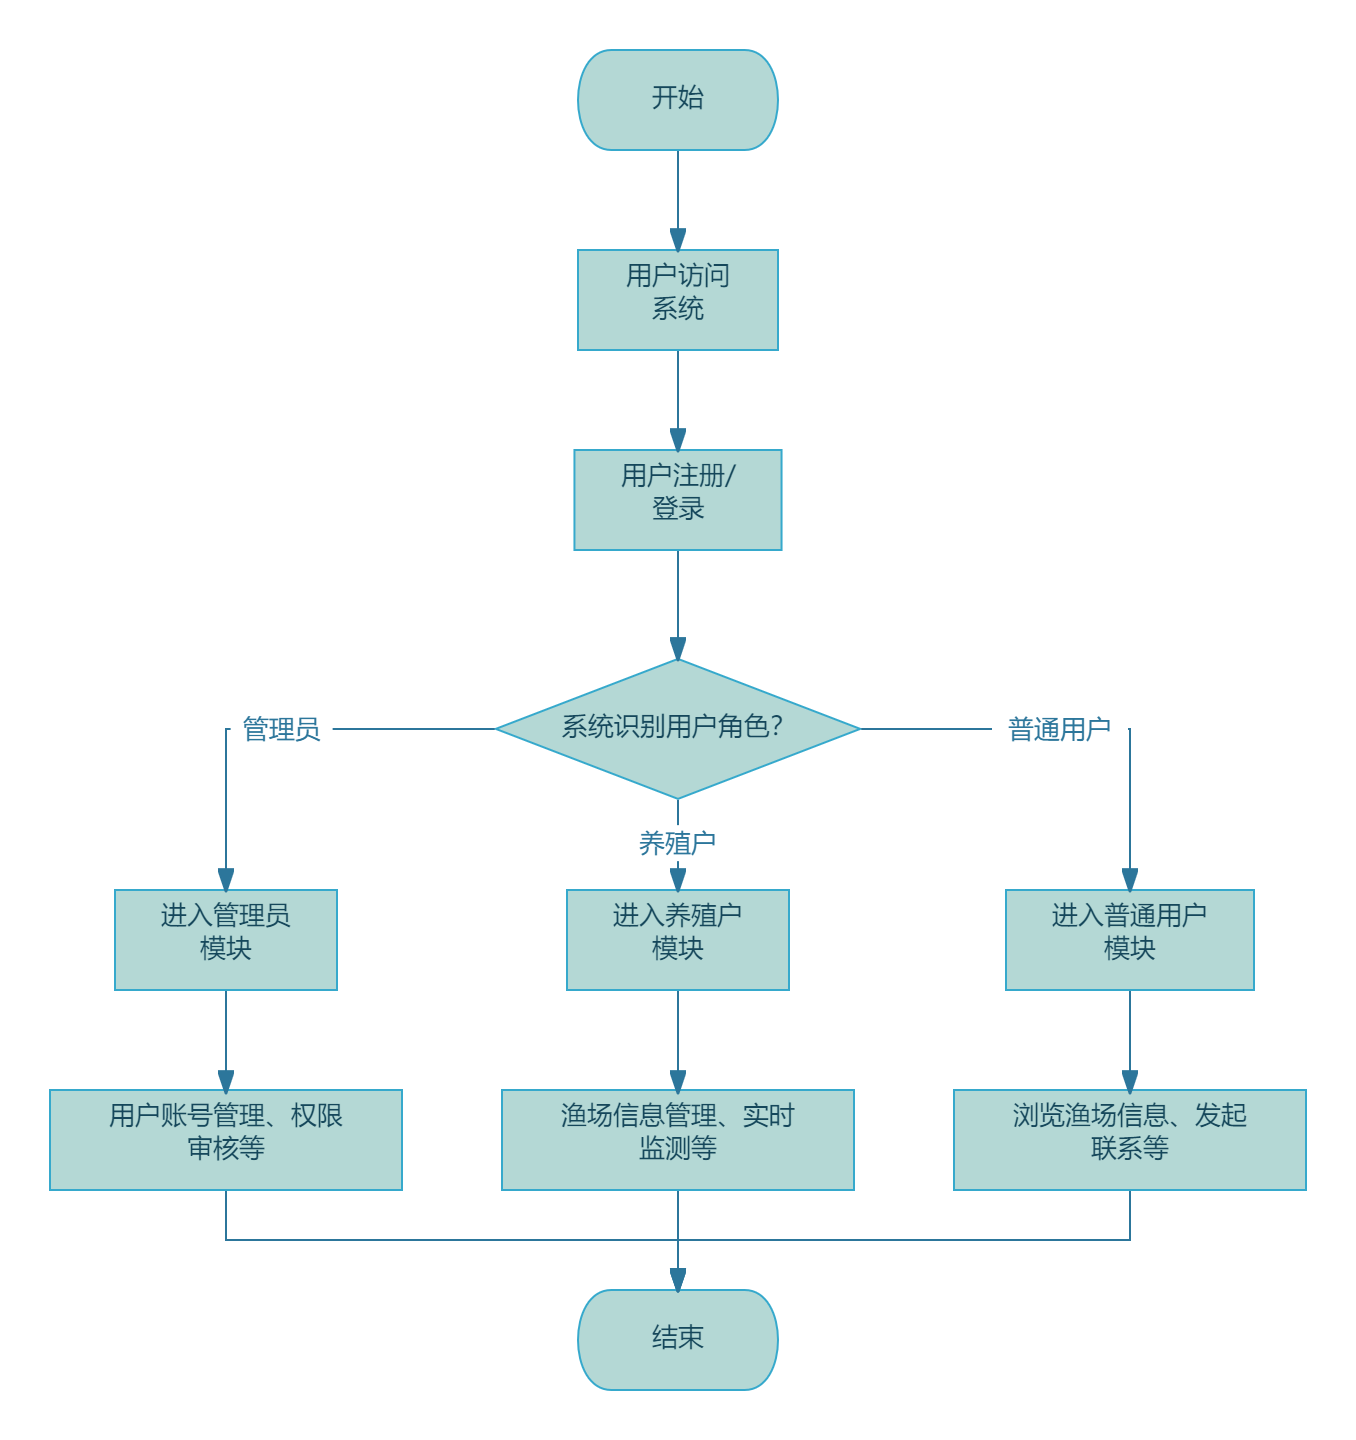 开始
用户访问
系统
用户注册/
登录
系统识别用户角色?
管理员
普通用户
养殖户
进入管理员
模块
进入养殖户
模块
进入普通用户
模块
用户账号管理、权限
审核等
渔场信息管理、实时
监测等
浏览渔场信息、发起
联系等
结束